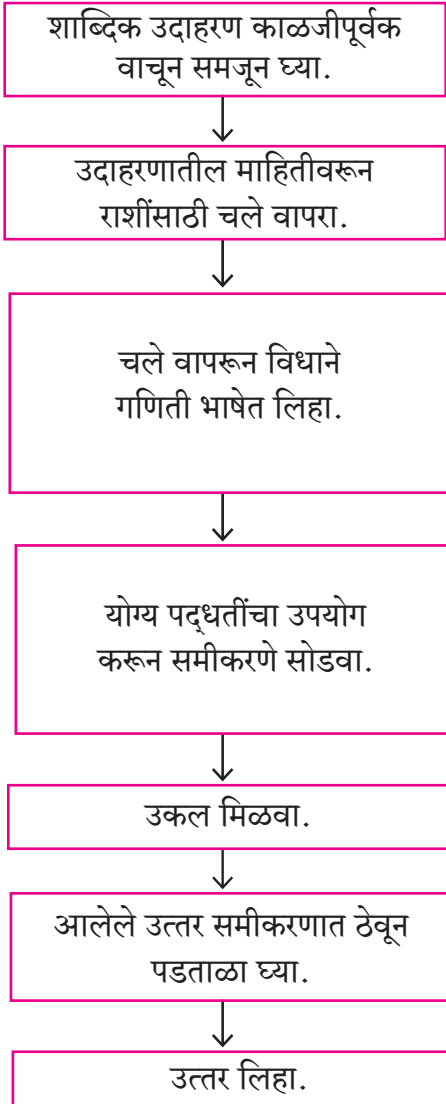 शाब्दिक उदाहरण काळजीपूर्वक
वाचून समजून घ्या.
उदाहरणातील माहितीवरून
राशींसाठी चले वापरा.
चले वापरून विधाने
गणिती भाषेत लिहा.
योग्य पद्धतींचा उपयोग
करून समीकरणे सोडवा.
उकल मिळवा.
आलेले उत्तर समीकरणात ठेवून
पडताळा घ्या.
उत्तर लिहा.